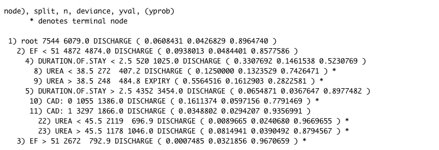 node), split, n, deviance, yval, (yprob)
* denotes terminal node
1) root 7544 6079.0 DISCHARGE ( 0.0608431 0.0426829 0.8964740 )
2) EF < 51 4872 4874.0 DISCHARGE ( 0.0938013 0.0484401 0.8577586 )
4) DURATION.OF.STAY < 2.5 520 1025.0 DISCHARGE ( 0.3307692 0.1461538 0.5230769 )
8) UREA < 38.5 272 407.2 DISCHARGE ( 0.1250000 0.1323529 0.7426471 ) *
9) UREA > 38.5 248 484.8 EXPIRY ( 0.5564516 0.1612903 0.2822581 ) *
5) DURATION.OF.STAY > 2.5 4352 3454.0 DISCHARGE ( 0.0654871 0.0367647 0.8977482 )
10) CAD: 0 1055 1386.0 DISCHARGE ( 0.1611374 0.0597156 0.7791469 ) *
11) CAD: 1 3297 1866.0 DISCHARGE ( 0.0348802 0.0294207 0.9356991 )
22) UREA < 45.5 2119 696.9 DISCHARGE ( 0.0089665 0.0240680 0.9669655 ) *
23) UREA > 45.5 1178 1046.0 DISCHARGE ( 0.0814941 0.0390492 0.8794567 ) *
3) EF > 51 2672 792.9 DISCHARGE ( 0.0007485 0.0321856 0.9670659 ) *